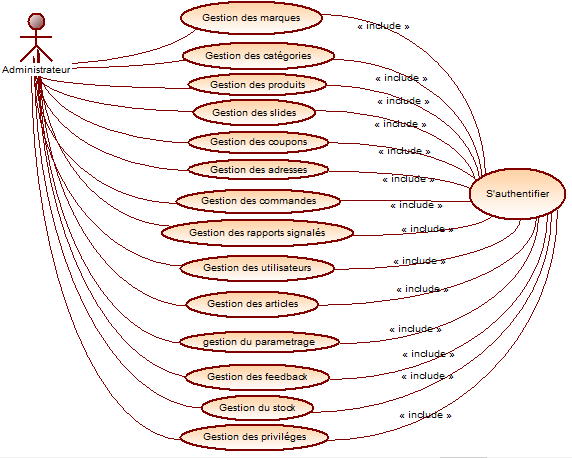 Gestion des marques
« include »
Administrateur
Gestion des catégories
« include »
Gestion des produits
« include »
Gestion des slides
« include »
Gestion des coupons
« include »
Gestion des adresses
« include »
S'authentifier
Gestion des commandes
« include »
Gestion des rapports signalés
« include »
Gestion des utilisateurs
« include »
Gestion des articles
« include »
gestion du parametrage
« include »
Gestion des feedback
« include »
Gestion du stock
« include »
Gestion des priviléges
« include »